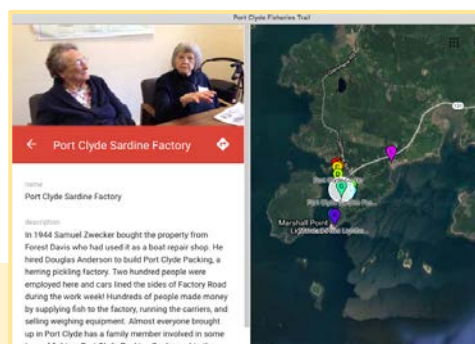 Port Clyde Fisheries Trail
Port Clyde Sardine Factory
name
Port Clyde Sardine Factory
description
In 1944 Samuel Zwecker bought the property from
Forest Davis who had used it as a boat repair shop. He
hired Douglas Anderson to build Port Clyde Packing, a
herring pickling factory. Two hundred people were
employed here and cars lined the sides of Factory Road
during the work week! Hundreds of people made money
by supplying fish to the factory, running the carriers, and
selling weighing equipment. Almost everyone brought
up in Port Clyde has a family member involved in some
131
Marshall Point